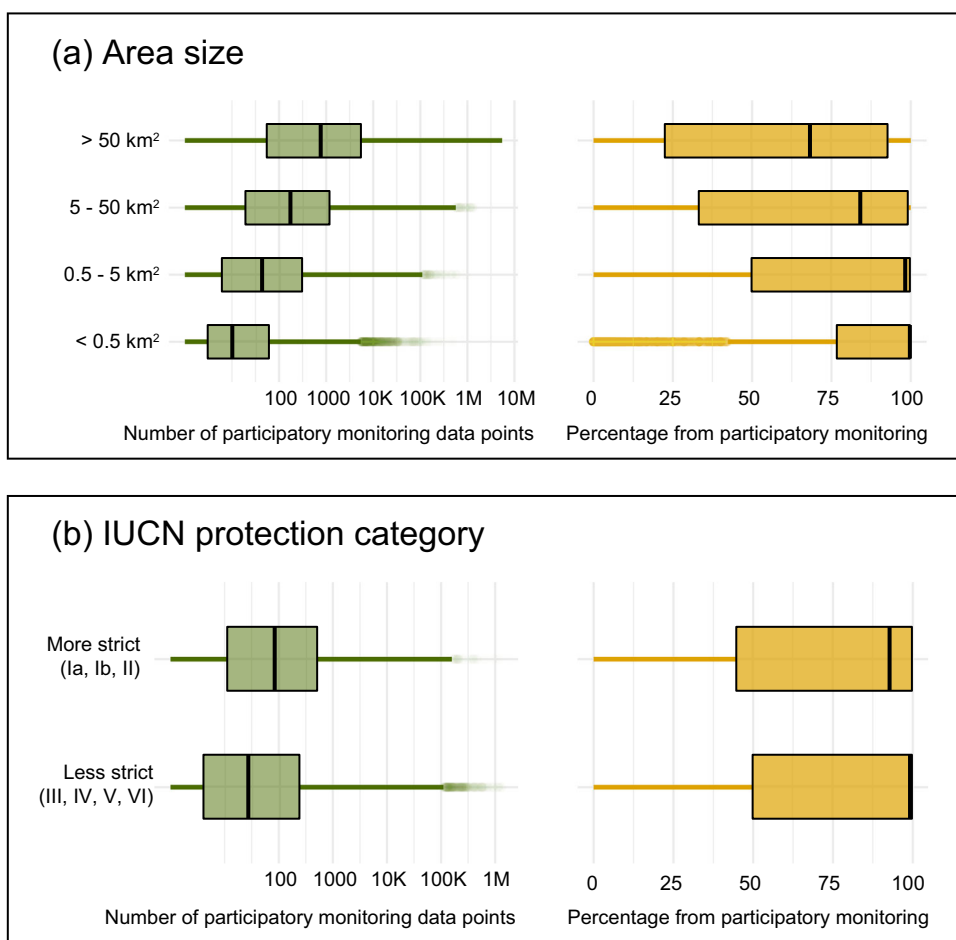 (a) Area size
> 50 km²
5 - 50 km²
0.5 - 5 km²
< 0.5 km²
100 1000 10K 100K 1M 10M
Number of participatory monitoring data points
0 25 50 75 100
Percentage from participatory monitoring
(b) IUCN protection category
More strict
(Ia, Ib, II)
Less strict
(III, IV, V, VI)
100 1000 10K 100K 1M
Number of participatory monitoring data points
0 25 50 75 100
Percentage from participatory monitoring